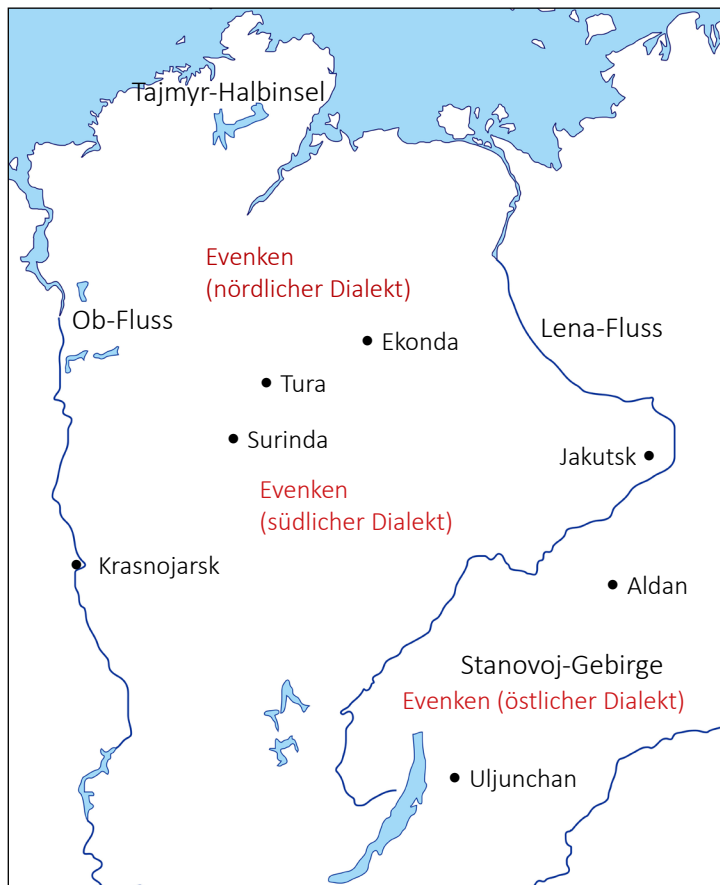 Tajmyr-Halbinsel
Evenken
(nördlicher Dialekt)
Ob-Fluss
Lena-Fluss
Ekonda
Tura
Surinda
Jakutsk
Evenken
(südlicher Dialekt)
Krasnojarsk
Aldan
Stanovoj-Gebirge
Evenken (östlicher Dialekt)
Uljunchan